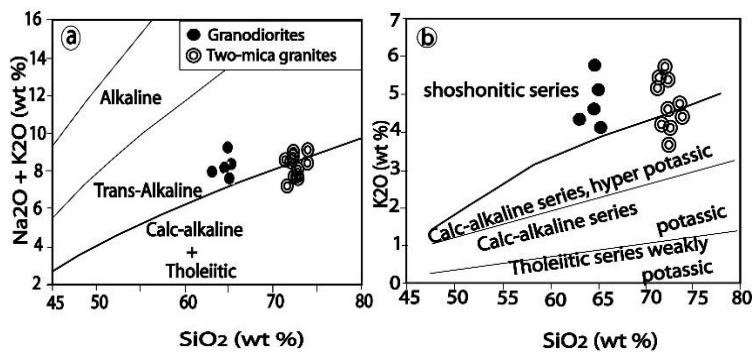 a
Granodiorites
Two-mica granites
Alkaline
Trans-Alkaline
Calc-alkaline
+
Tholeiitic
16
14
12
10
8
6
4
2
45
50
60
70
80
Na2O + K2O (wt %)
SiO2 (wt %)
b
shoshonitic series
Calc-alkaline series, hyper potassic
Calc-alkaline series
potassic
Tholeiitic series weakly
potassic
7
6
5
4
3
2
1
0
45
50
55
60
65
70
75
80
K2O (wt %)
SiO2 (wt %)